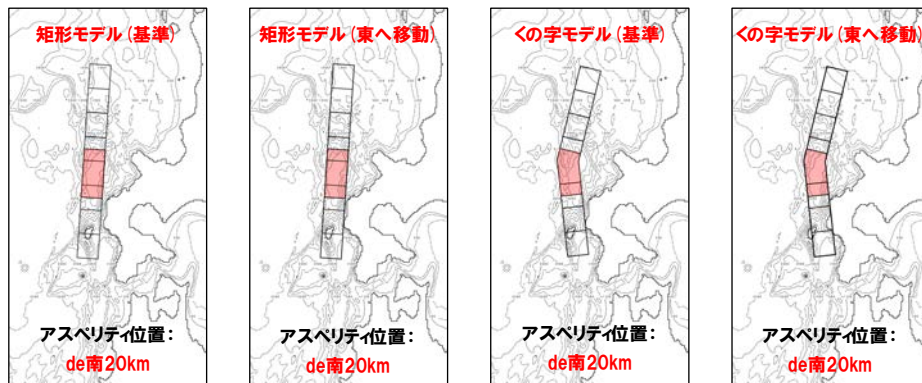 矩形モデル(基準)
アスペリティ位置:
de南20km
矩形モデル(東へ移動)
アスペリティ位置:
de南20km
くの字モデル(基準)
アスペリティ位置:
de南20km
くの字モデル(東へ移動)
アスペリティ位置:
de南20km